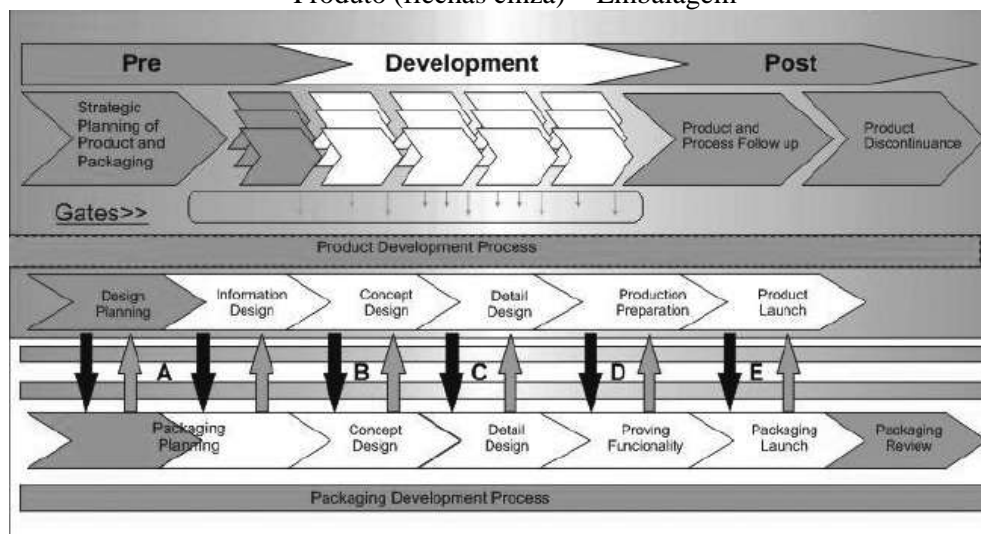 Produto (flechas cinza) – Embalagem
Pre
Development
Post
Strategic
Planning of
Product and
Packaging
Product and
Process Follow up
Product
Discontinuance
Gates>>
Product Development Process
Design
Planning
Information
Design
Concept
Design
Detail
Design
Production
Preparation
Product
Launch
A
B
C
D
E
Packaging
Planning
Concept
Design
Detail
Design
Proving
Funcionality
Packaging
Launch
Packaging
Review
Packaging Development Process